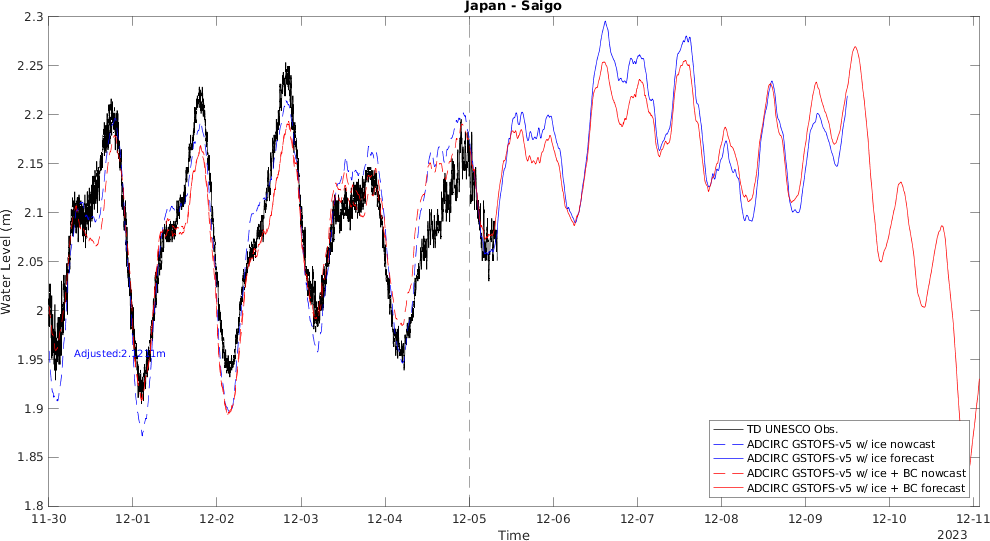 Japan - Saigo
2.3
2.25
2.2
2.15
2.1
2.05
2
1.95
1.9
1.85
1.8
Water Level (m)
TD UNESCO Obs.
ADCIRC GSTOFS-v5 w/ ice nowcast
ADCIRC GSTOFS-v5 w/ ice forecast
ADCIRC GSTOFS-v5 w/ ice + BC nowcast
ADCIRC GSTOFS-v5 w/ ice + BC forecast
11-30 12-01 12-02 12-03 12-04 12-05 12-06 12-07 12-08 12-09 12-10 12-11
Time
2023